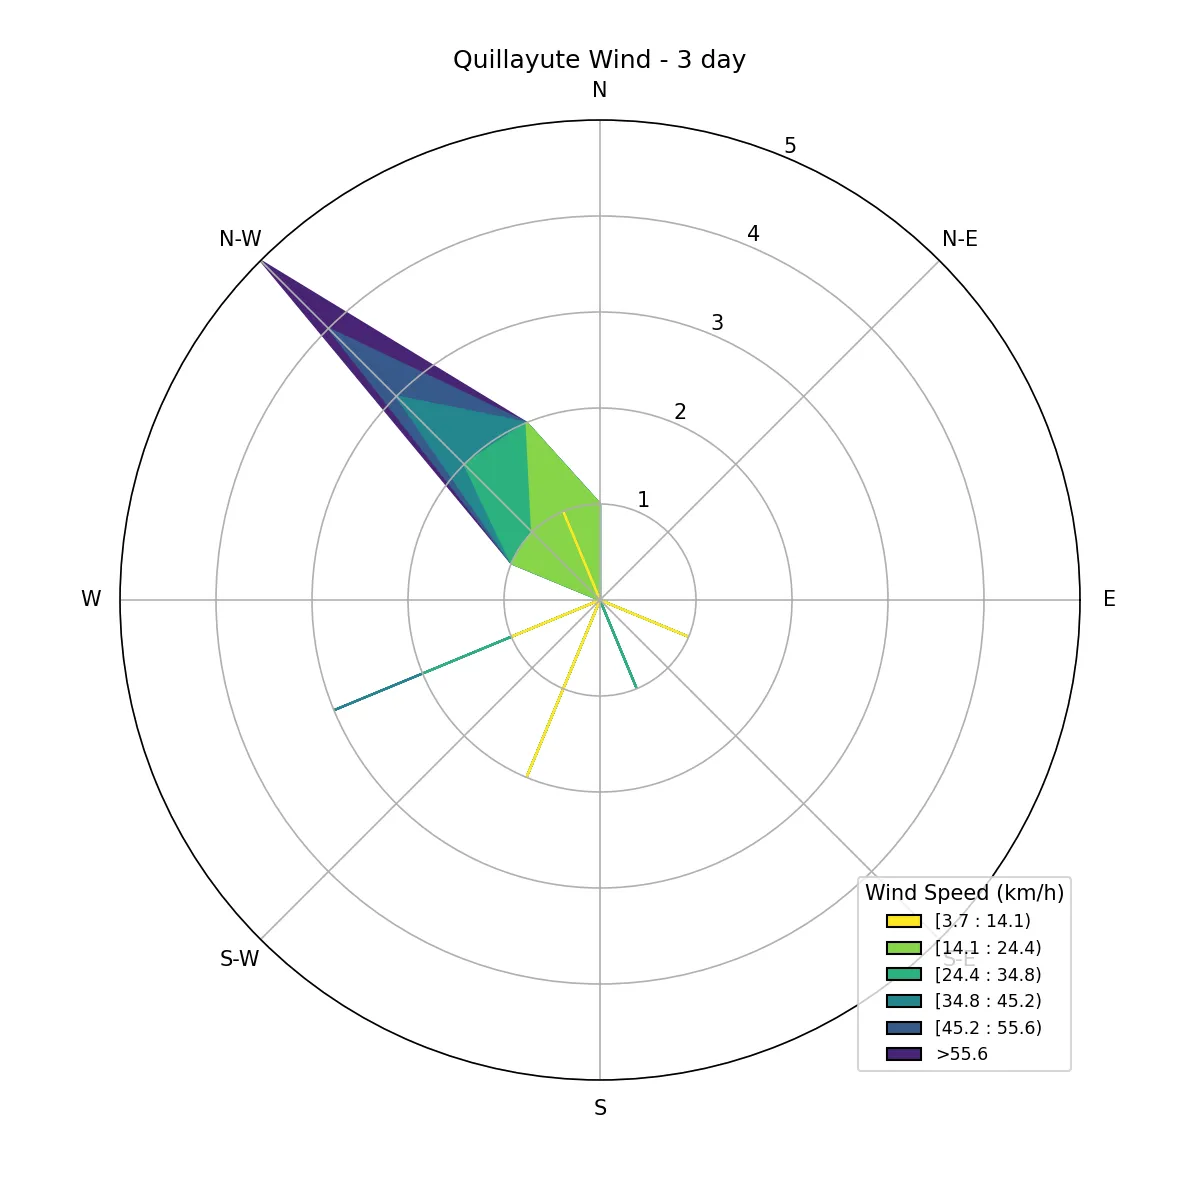 Quillayute Wind - 3 day
N
5
N-W
4
N-E
3
2
1
W
E
Wind Speed (km/h)
[3.7 : 14.1)
[14.1 : 24.4)
S-W
S-E
[24.4 : 34.8)
[34.8 : 45.2)
[45.2 : 55.6)
>55.6
S